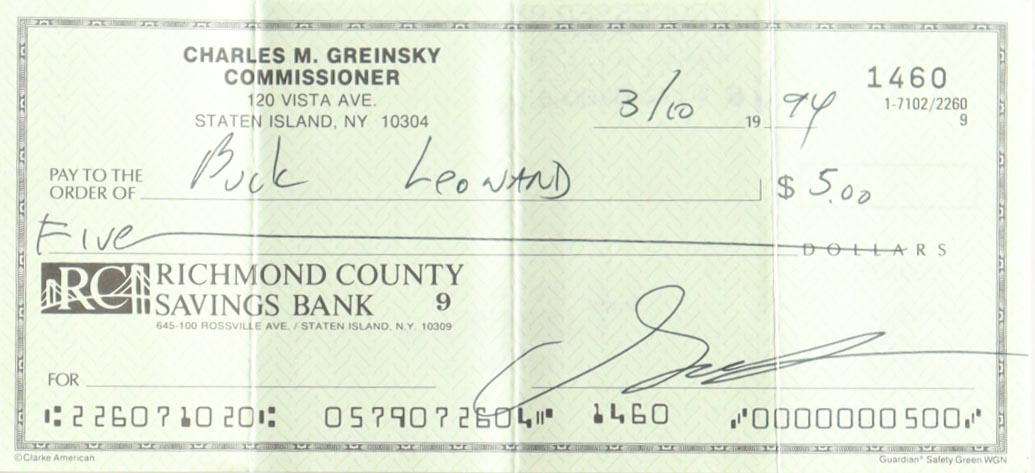 CHARLES M. GREINSKY
COMMISSIONER
120 VISTA AVE.
STATEN ISLAND, NY 10304
1460
1-7102/2260
9
3/10 19 94
PAY TO THE
ORDER OF Buck Leonard $ 5.00
Five DOLLARS
RC RICHMOND COUNTY
SAVINGS BANK 9
645-100 ROSSVILLE AVE. / STATEN ISLAND, N.Y. 10309
FOR
⑆226071020⑆ 0579072604⑈ 1460 ⑈0000000500⑈
©Clarke American
Guardian® Safety Green WGN